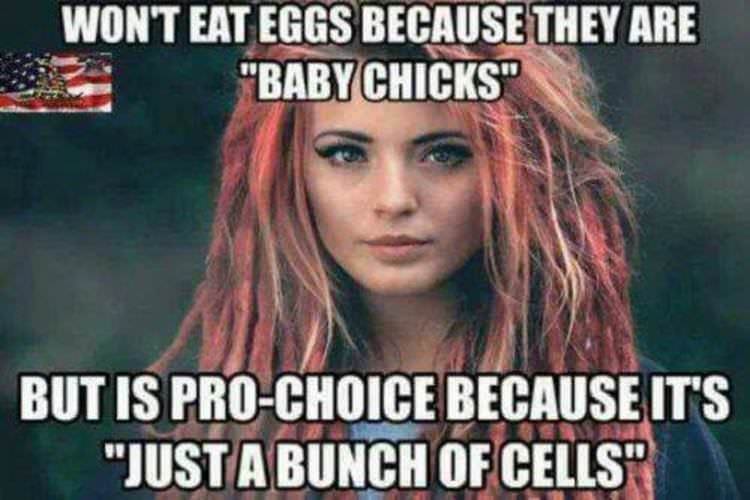 WON'T EAT EGGS BECAUSE THEY ARE
"BABY CHICKS"
BUT IS PRO-CHOICE BECAUSE IT'S
"JUST A BUNCH OF CELLS"